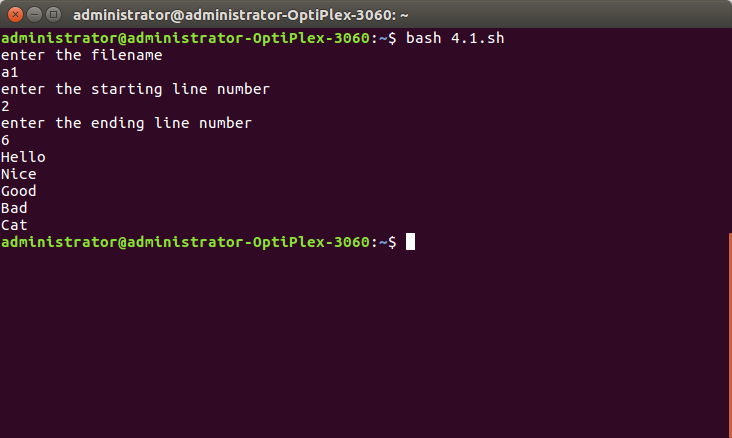 administrator@administrator-OptiPlex-3060: ~
administrator@administrator-OptiPlex-3060:~$ bash 4.1.sh
enter the filename
a1
enter the starting line number
2
enter the ending line number
6
Hello
Nice
Good
Bad
Cat
administrator@administrator-OptiPlex-3060:~$